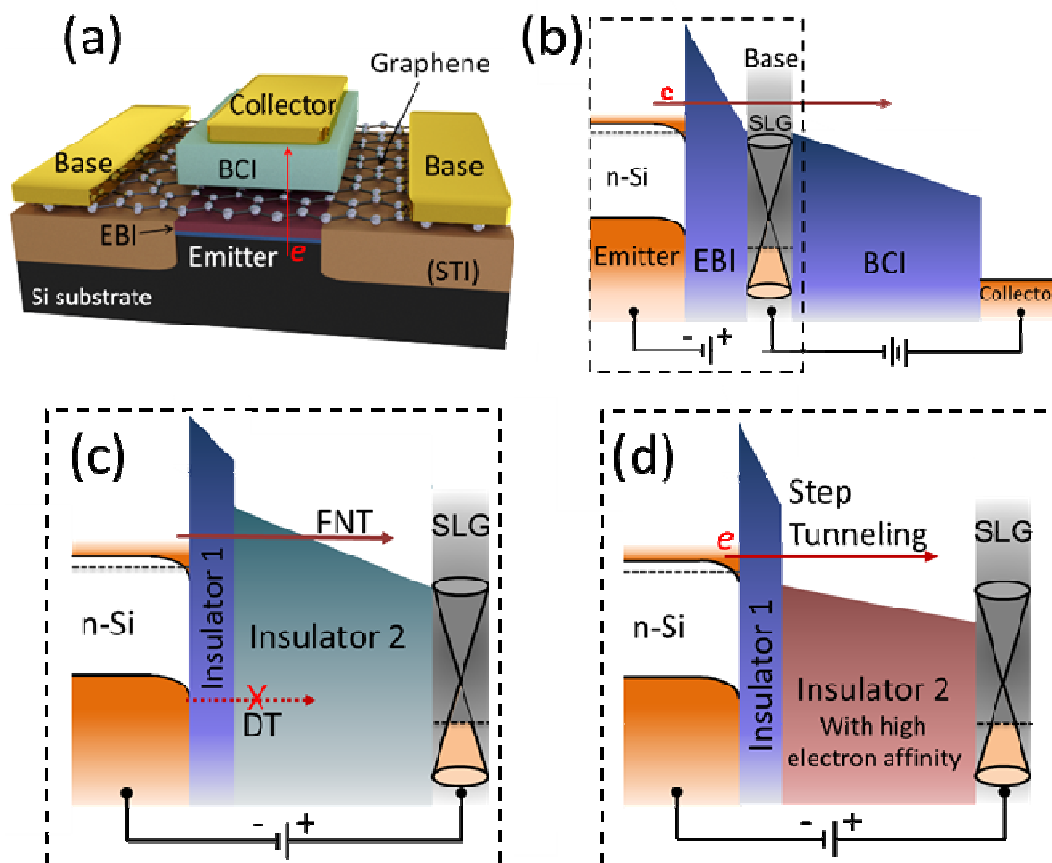 (a)
Graphene
Collector
Base
BCI
Base
EBI
Emitter
e
(STI)
Si substrate
(b)
Base
e
SLG
n-Si
Emitter
EBI
BCI
Collector
- +
(c)
FNT
SLG
n-Si
Insulator 1
Insulator 2
X
DT
- +
(d)
Step
Tunneling
e
SLG
n-Si
Insulator 1
Insulator 2
With high
electron affinity
- +